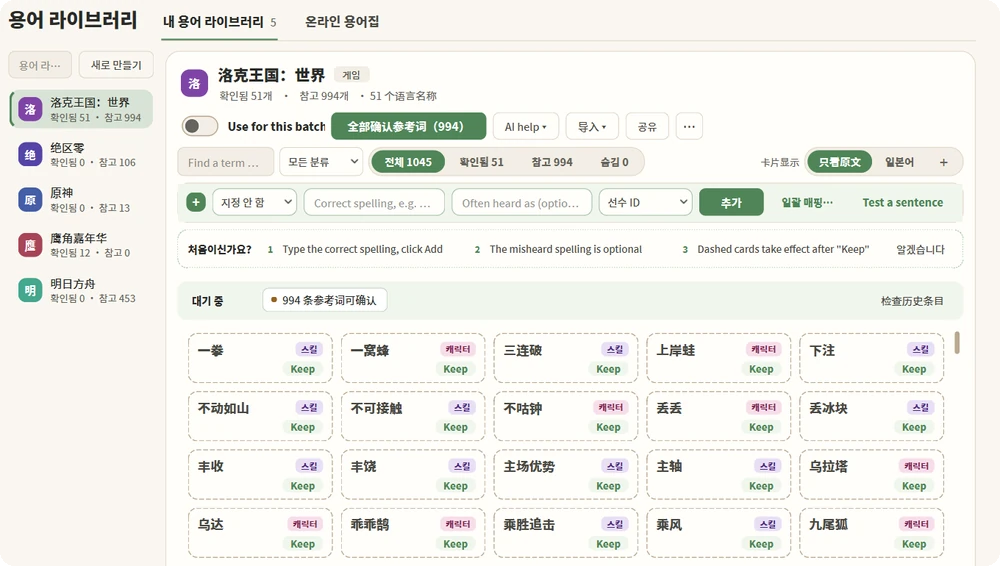 용어 라이브러리
내 용어 라이브러리 5
온라인 용어집
용어 라…
새로 만들기
洛
洛克王国：世界
확인됨 51 • 참고 994
绝
绝区零
확인됨 0 • 참고 106
原
原神
확인됨 0 • 참고 13
鹰
鹰角嘉年华
확인됨 12 • 참고 0
明
明日方舟
확인됨 0 • 참고 453
洛
洛克王国：世界
게임
확인됨 51개 • 참고 994개 • 51 个语言名称
Use for this batch
全部确认参考词（994）
AI help ▾
导入 ▾
공유
⋯
Find a term …
모든 분류
전체 1045
확인됨 51
참고 994
숨김 0
卡片显示
只看原文
일본어
+
+
지정 안 함
Correct spelling, e.g. …
Often heard as (optio…
선수 ID
추가
일괄 매핑…
Test a sentence
처음이신가요?
1 Type the correct spelling, click Add
2 The misheard spelling is optional
3 Dashed cards take effect after "Keep"
알겠습니다
대기 중
994 条参考词可确认
检查历史条目
一拳 스킬
Keep
一窝蜂 캐릭터
Keep
三连破 스킬
Keep
上岸蛙 캐릭터
Keep
下注 스킬
Keep
不动如山 스킬
Keep
不可接触 스킬
Keep
不咕钟 캐릭터
Keep
丢丢 캐릭터
Keep
丢冰块 스킬
Keep
丰收 스킬
Keep
丰饶 스킬
Keep
主场优势 스킬
Keep
主轴 스킬
Keep
乌拉塔 캐릭터
Keep
乌达 캐릭터
Keep
乖乖鹄 캐릭터
Keep
乘胜追击 스킬
Keep
乘风 스킬
Keep
九尾狐 캐릭터
Keep